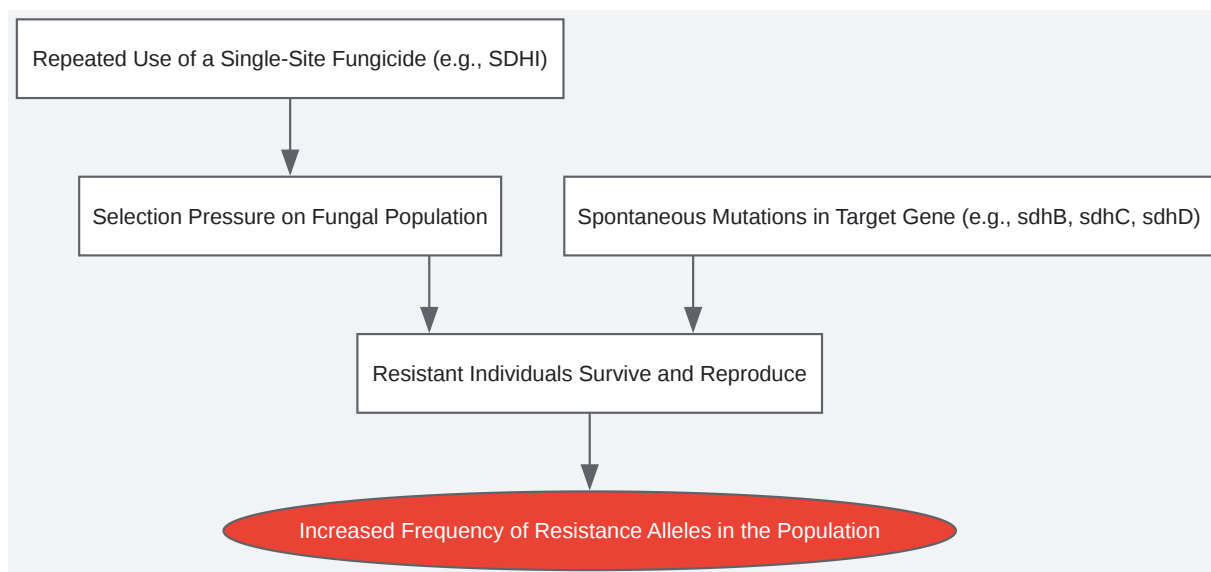 Repeated Use of a Single-Site Fungicide (e.g., SDHI)
Selection Pressure on Fungal Population
Spontaneous Mutations in Target Gene (e.g., sdhB, sdhC, sdhD)
Resistant Individuals Survive and Reproduce
Increased Frequency of Resistance Alleles in the Population